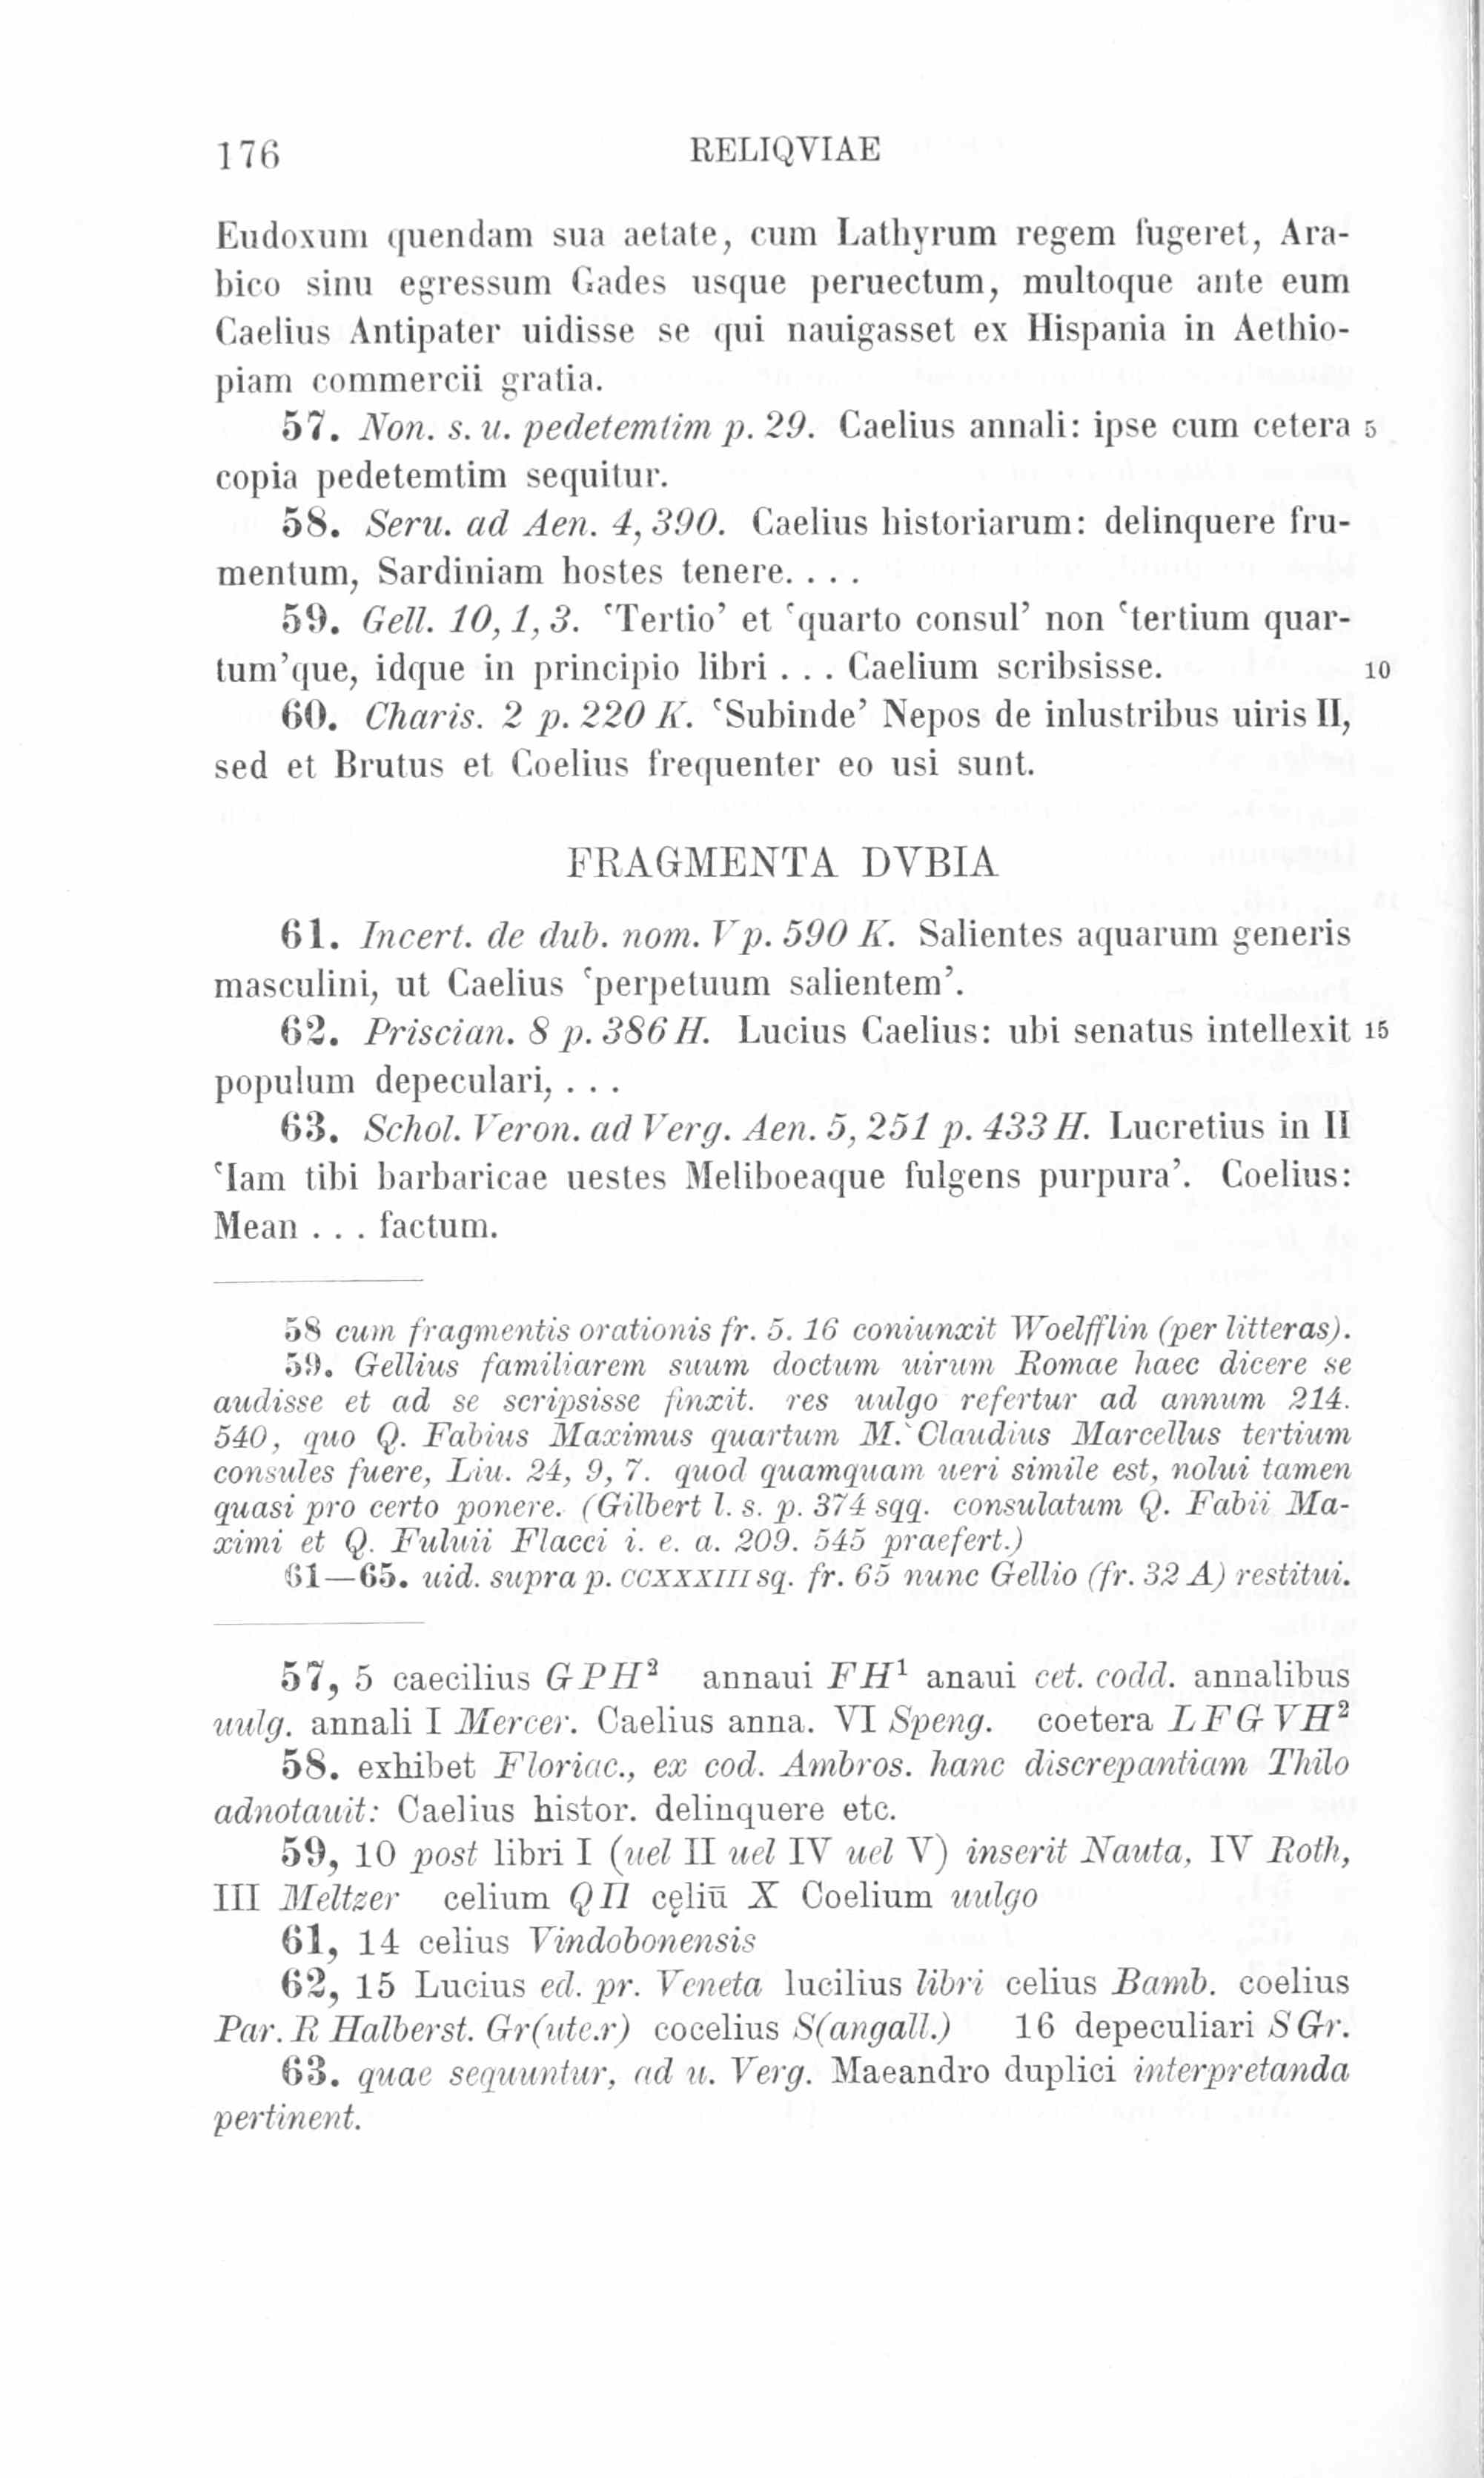 176 RELIQVIAE
Eudoxum quendam sua aetate, cum Lathyrum regem fugeret, Ara-
bico sinu egressum Gades usque peruectum, multoque ante eum
Caelius Antipater uidisse se qui nauigasset ex Hispania in Aethio-
piam commercii gratia.
57. Non. s. u. pedetemtim p. 29. Caelius annali: ipse cum cetera 5
copia pedetemtim sequitur.
58. Seru. ad Aen. 4, 390. Caelius historiarum: delinquere fru-
mentum, Sardiniam hostes tenere. . . .
59. Gell. 10, 1, 3. ‘Tertio’ et ‘quarto consul’ non ‘tertium quar-
tum’que, idque in principio libri . . . Caelium scribsisse. 10
60. Charis. 2 p. 220 K. ‘Subinde’ Nepos de inlustribus uiris II,
sed et Brutus et Coelius frequenter eo usi sunt.
FRAGMENTA DVBIA
61. Incert. de dub. nom. V p. 590 K. Salientes aquarum generis
masculini, ut Caelius ‘perpetuum salientem’.
62. Priscian. 8 p. 386 H. Lucius Caelius: ubi senatus intellexit 15
populum depeculari, . . .
63. Schol. Veron. ad Verg. Aen. 5, 251 p. 433 H. Lucretius in II
‘Iam tibi barbaricae uestes Meliboeaque fulgens purpura’. Coelius:
Mean . . . factum.
58 cum fragmentis orationis fr. 5. 16 coniunxit Woelfflin (per litteras).
59. Gellius familiarem suum doctum uirum Romae haec dicere se
audisse et ad se scripsisse finxit. res uulgo refertur ad annum 214.
540, quo Q. Fabius Maximus quartum M. Claudius Marcellus tertium
consules fuere, Liu. 24, 9, 7. quod quamquam ueri simile est, nolui tamen
quasi pro certo ponere. (Gilbert l. s. p. 374 sqq. consulatum Q. Fabii Ma-
ximi et Q. Fuluii Flacci i. e. a. 209. 545 praefert.)
61—65. uid. supra p. CCXXXIII sq. fr. 65 nunc Gellio (fr. 32 A) restitui.
57, 5 caecilius GPH² annaui FH¹ anaui cet. codd. annalibus
uulg. annali I Mercer. Caelius anna. VI Speng. coetera LFGVH²
58. exhibet Floriac., ex cod. Ambros. hanc discrepantiam Thilo
adnotauit: Caelius histor. delinquere etc.
59, 10 post libri I (uel II uel IV uel V) inserit Nauta, IV Roth,
III Meltzer celium QΠ cęliū X Coelium uulgo
61, 14 celius Vindobonensis
62, 15 Lucius ed. pr. Veneta lucilius libri celius Bamb. coelius
Par. R Halberst. Gr(ute.r) cocelius S(angall.) 16 depeculiari SGr.
63. quae sequuntur, ad u. Verg. Maeandro duplici interpretanda
pertinent.